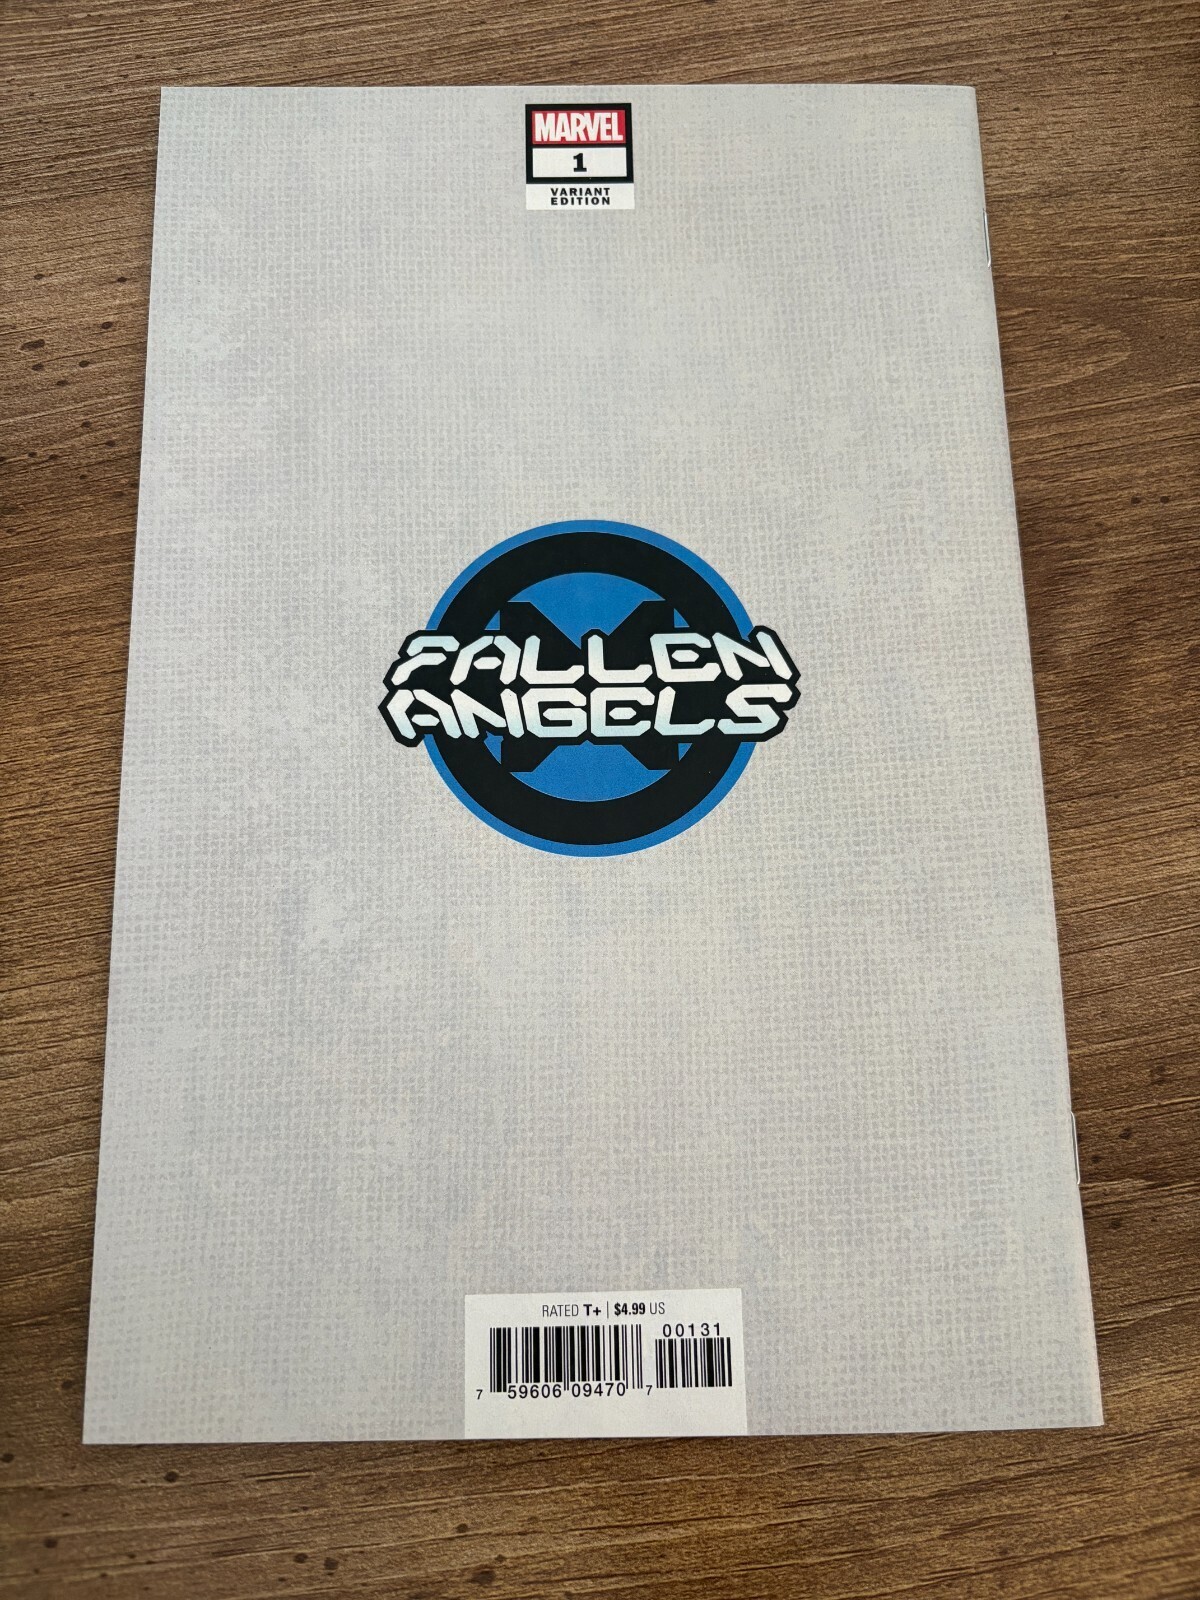 MARVEL
1
VARIANT
EDITION
X
FALLEN
ANGELS
RATED T+ | $4.99 US
00131
7 59606 09470 7